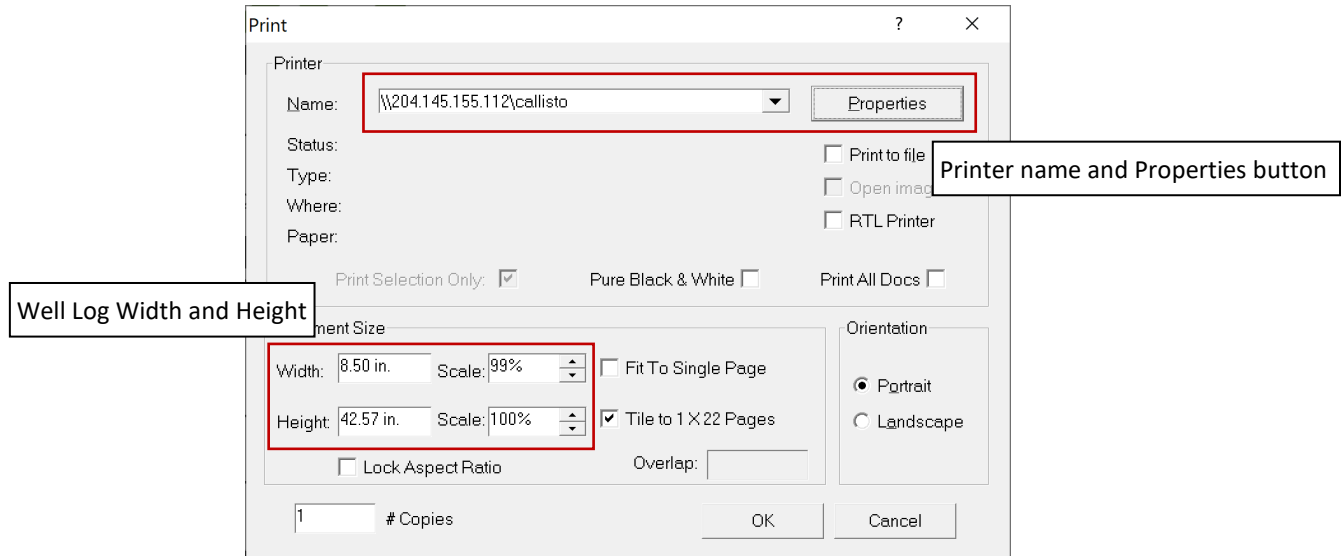 Print
Printer
Name: \\204.145.155.112\callisto Properties
Status:
Print to file
Type:
Printer name and Properties button
Open imag
Where:
RTL Printer
Paper:
Print Selection Only: Pure Black & White Print All Docs
Well Log Width and Height
ment Size
Orientation
Width: 8.50 in. Scale: 99% Fit To Single Page
Portrait
Height: 42.57 in. Scale: 100% Tile to 1 X 22 Pages
Landscape
Lock Aspect Ratio Overlap:
1 # Copies OK Cancel